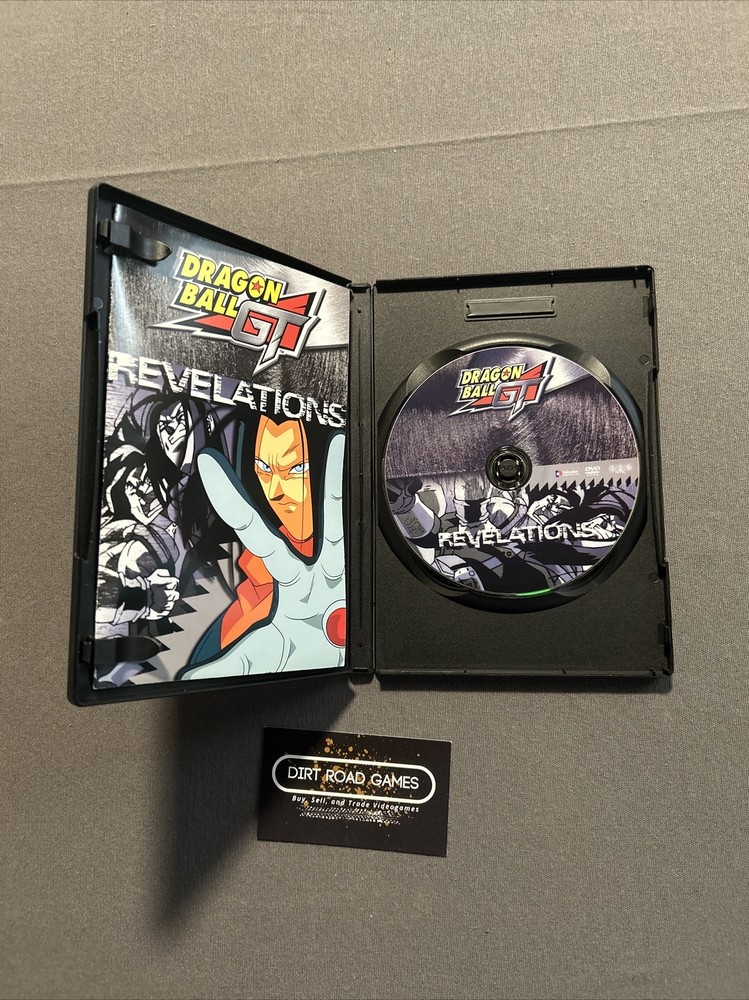 DRAGON
BALL
GT
REVELATIONS
DRAGON
BALL GT
DVD
REVELATIONS
DIRT ROAD GAMES
Buy, Sell, and Trade Videogames